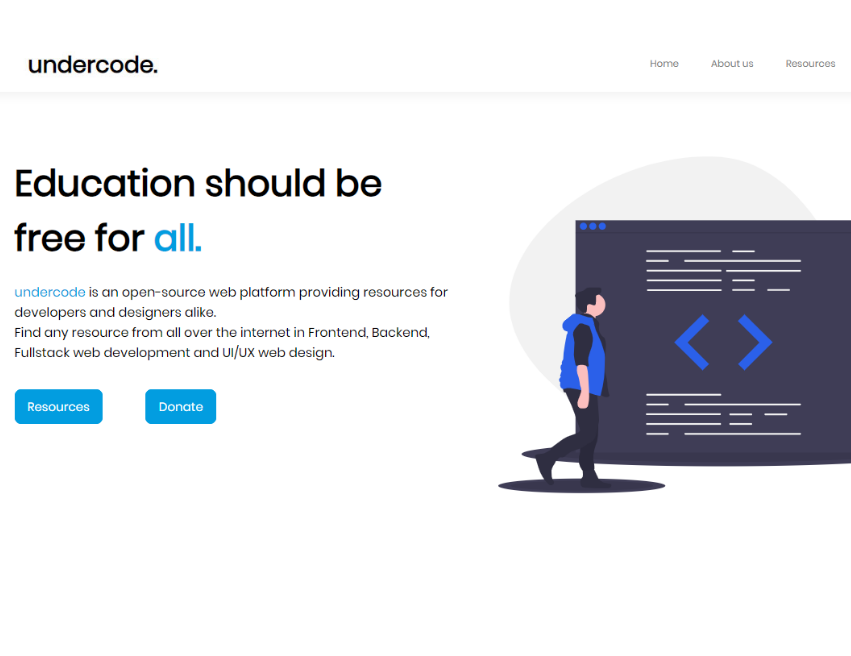 undercode.
Home
About us
Resources
Education should be
free for all.
undercode is an open-source web platform providing resources for
developers and designers alike.
Find any resource from all over the internet in Frontend, Backend,
Fullstack web development and UI/UX web design.
Resources
Donate